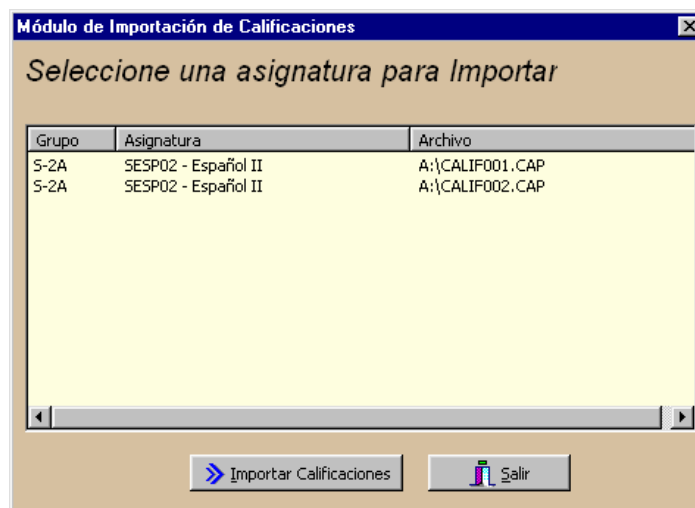 Módulo de Importación de Calificaciones
Seleccione una asignatura para Importar
Grupo Asignatura Archivo
S-2A SESP02 - Español II A:\CALIF001.CAP
S-2A SESP02 - Español II A:\CALIF002.CAP
Importar Calificaciones Salir